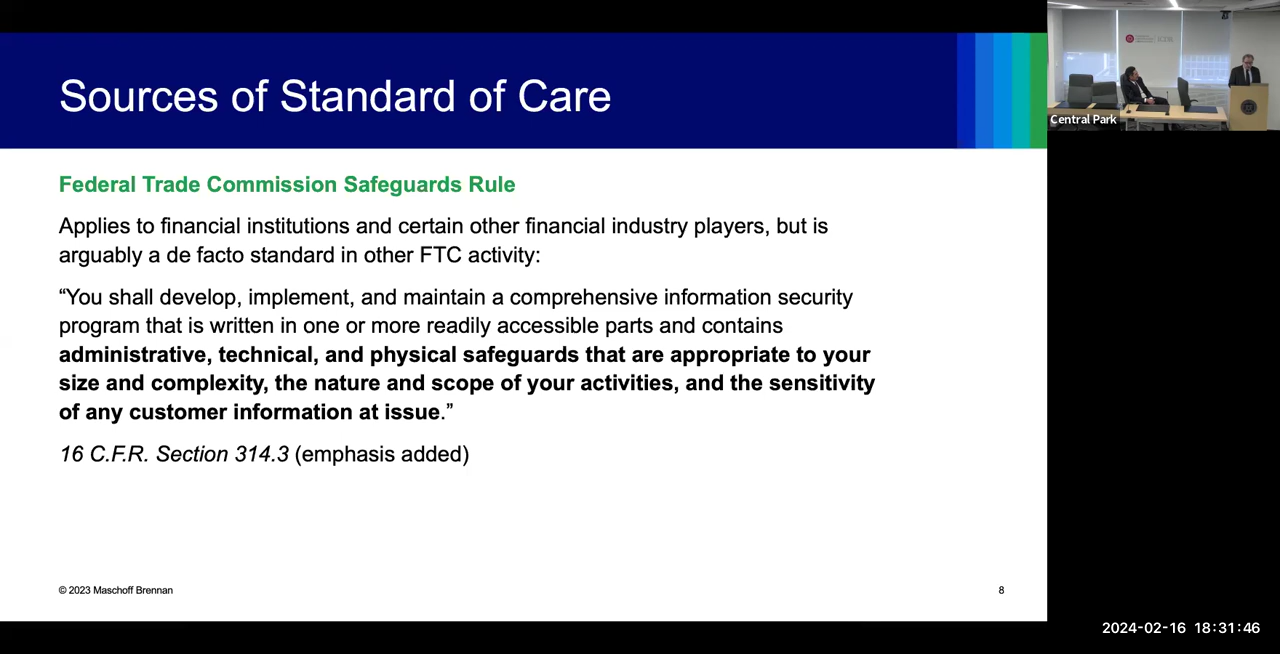 Sources of Standard of Care
Federal Trade Commission Safeguards Rule
Applies to financial institutions and certain other financial industry players, but is
arguably a de facto standard in other FTC activity:
“You shall develop, implement, and maintain a comprehensive information security
program that is written in one or more readily accessible parts and contains
administrative, technical, and physical safeguards that are appropriate to your
size and complexity, the nature and scope of your activities, and the sensitivity
of any customer information at issue.”
16 C.F.R. Section 314.3 (emphasis added)
© 2023 Maschoff Brennan
8
Central Park
2024-02-16 18:31:46